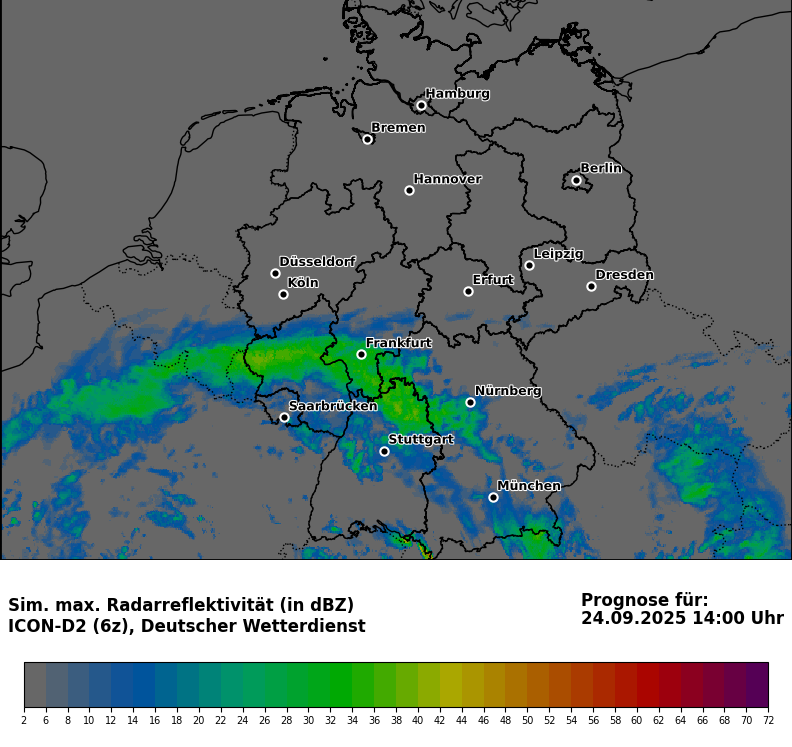 Hamburg
Bremen
Berlin
Hannover
Leipzig
Düsseldorf
Dresden
Köln
Erfurt
Frankfurt
Nürnberg
Saarbrücken
Stuttgart
München
Sim. max. Radarreflektivität (in dBZ)
ICON-D2 (6z), Deutscher Wetterdienst
Prognose für:
24.09.2025 14:00 Uhr
2 6 8 10 12 14 16 18 20 22 24 26 28 30 32 34 36 38 40 42 44 46 48 50 52 54 56 58 60 62 64 66 70 72